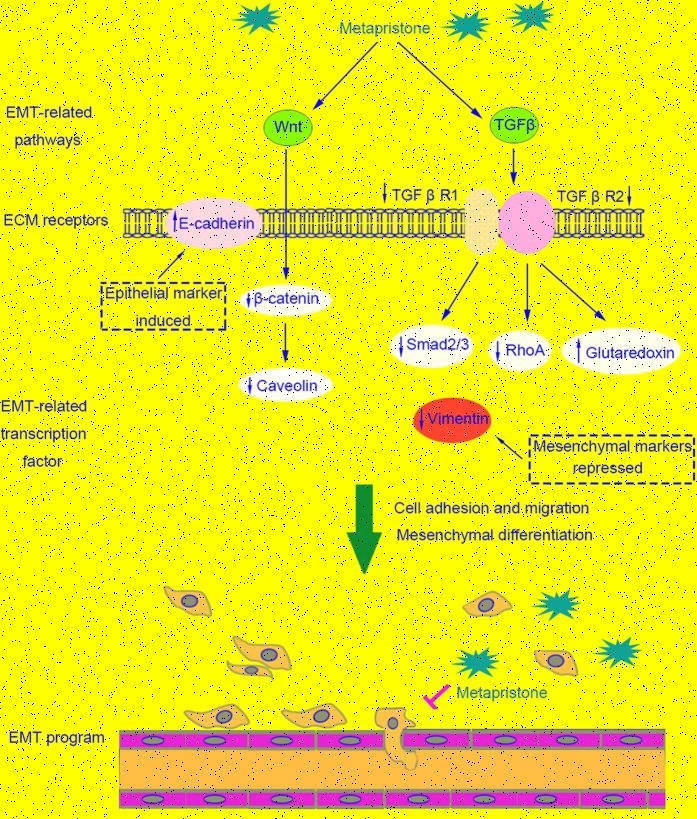 Metapristone
EMT-related
pathways
Wnt
TGFβ
TGF β R1
TGF β R2
ECM receptors
E-cadherin
Epithelial marker
induced
β-catenin
Smad2/3
RhoA
Glutaredoxin
Caveolin
EMT-related
transcription
factor
Vimentin
Mesenchymal markers
repressed
Cell adhesion and migration
Mesenchymal differentiation
Metapristone
EMT program